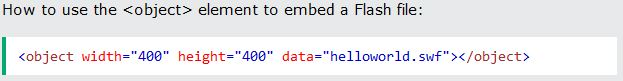 How to use the <object> element to embed a Flash file:
<object width="400" height="400" data="helloworld.swf"></object>